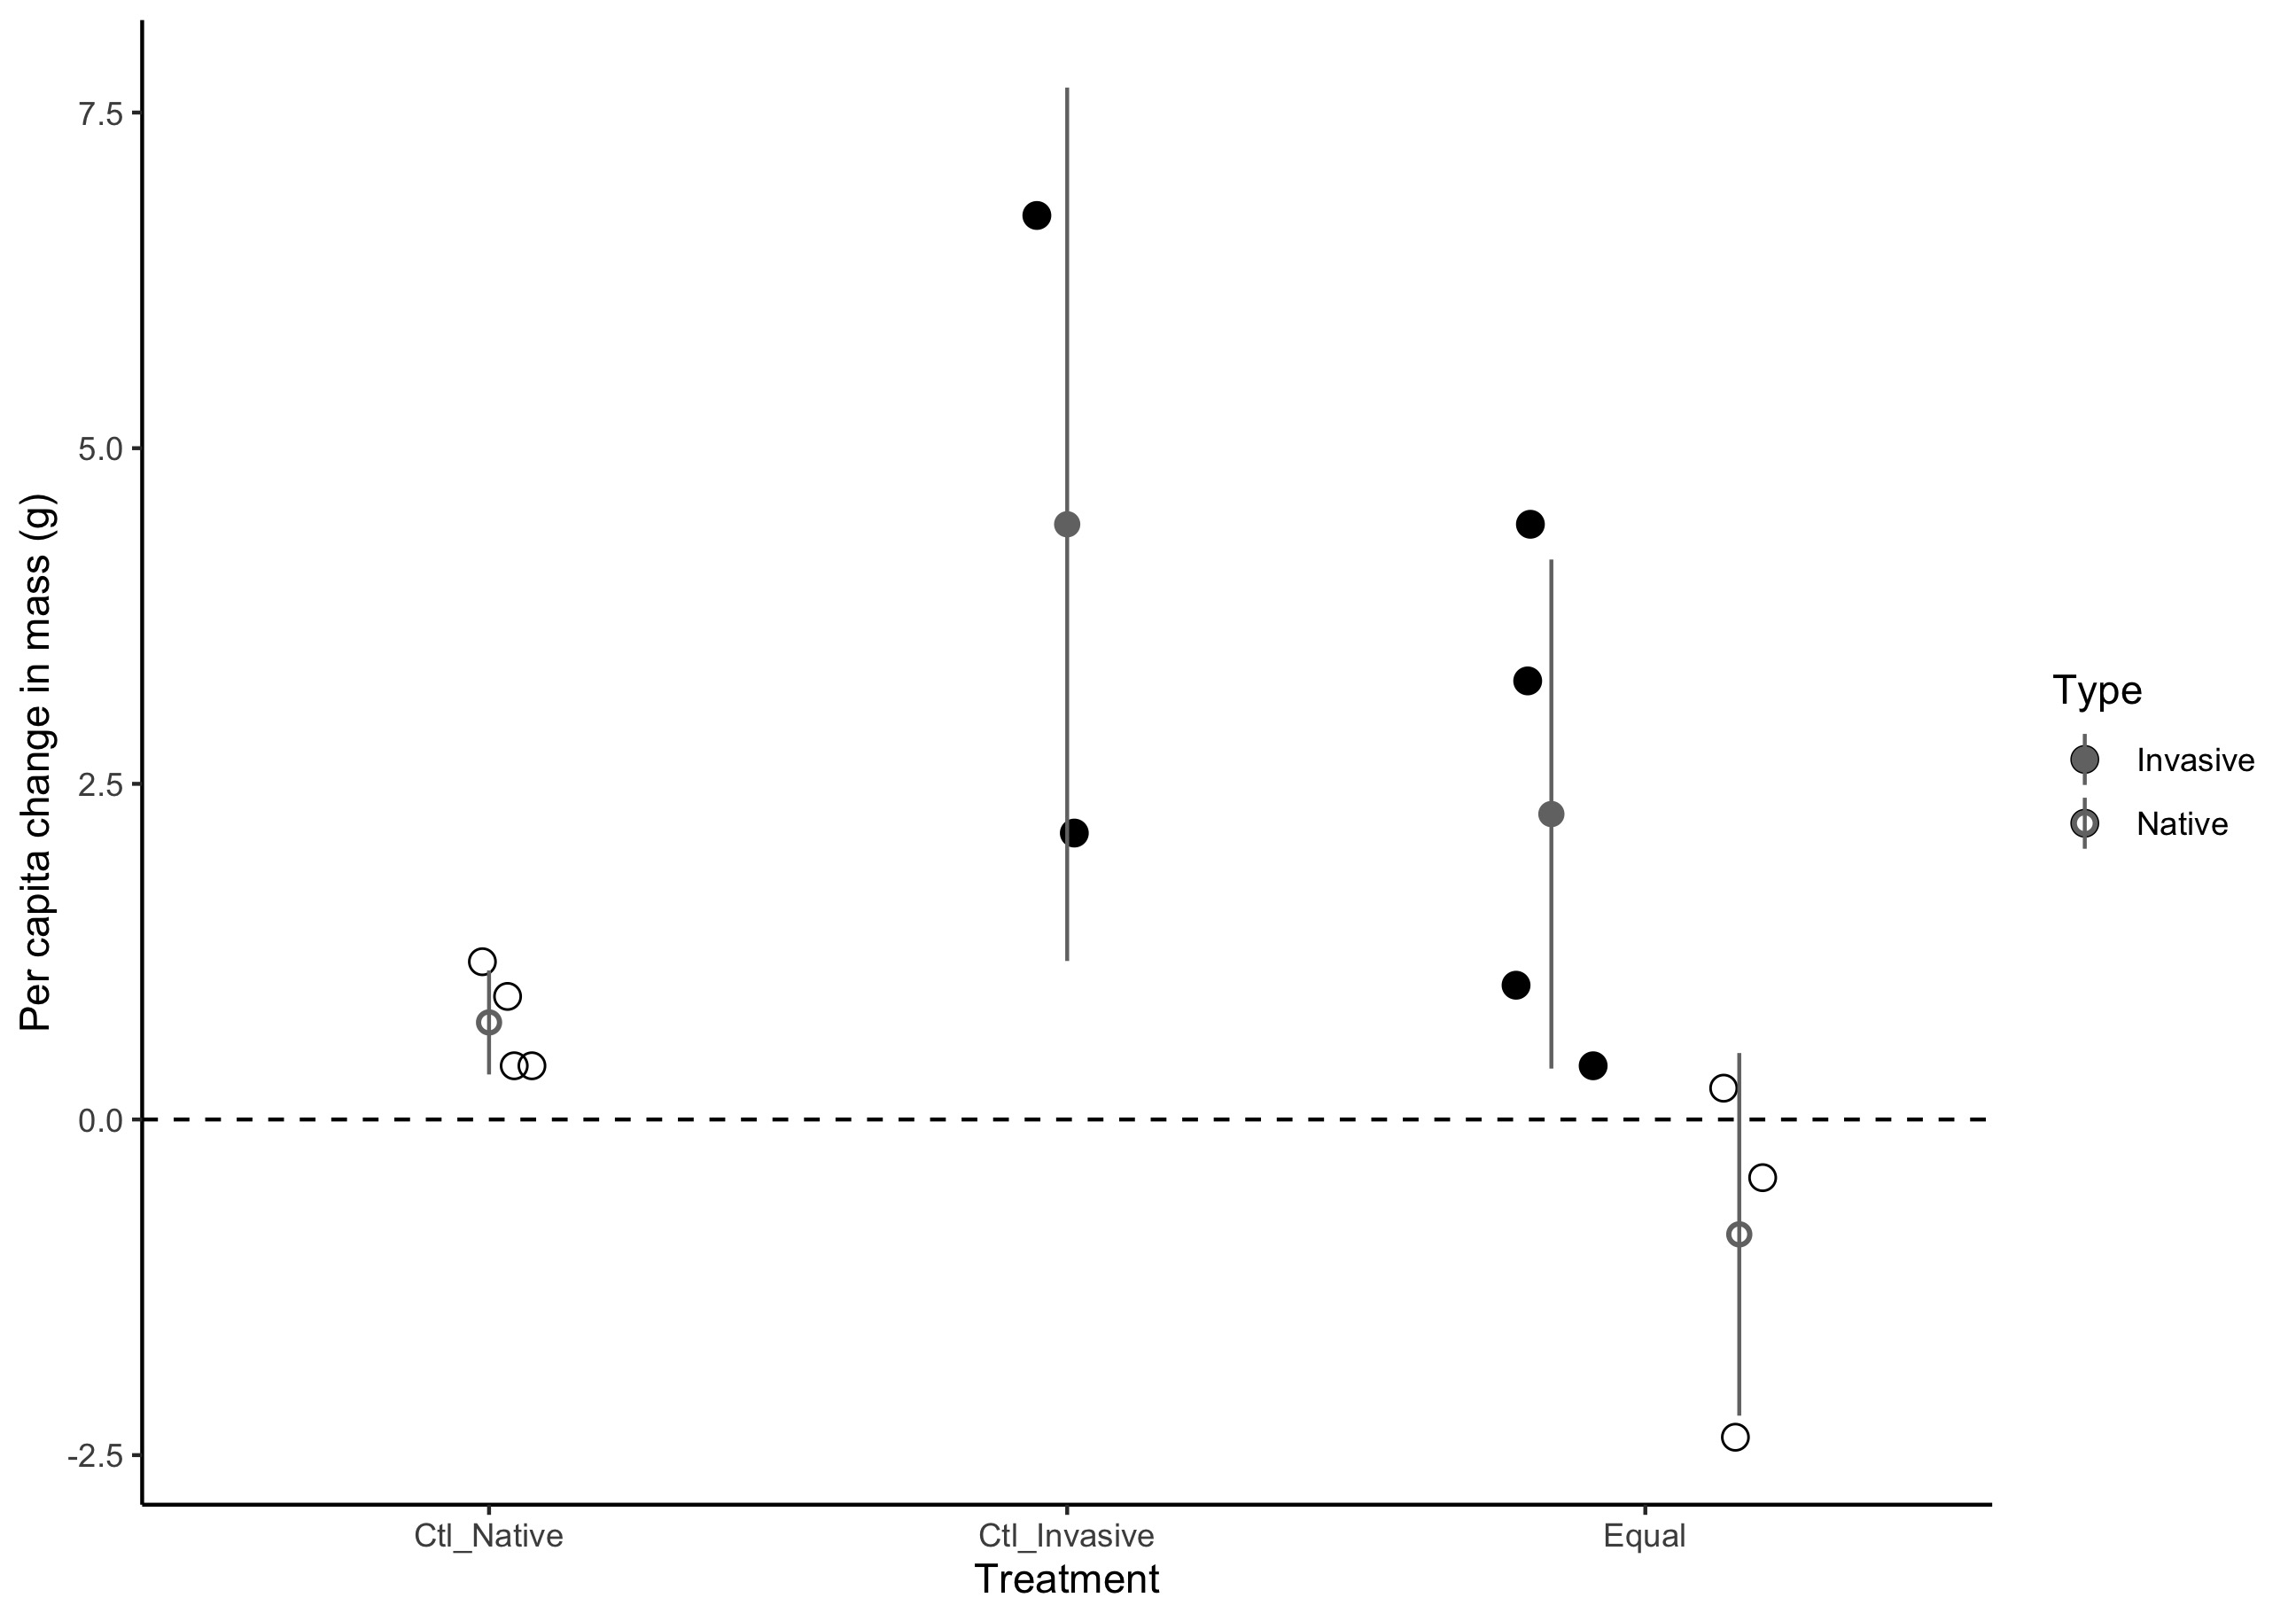 Per capita change in mass (g)
7.5
5.0
2.5
0.0
-2.5
Ctl_Native
Ctl_Invasive
Equal
Treatment
Type
Invasive
Native